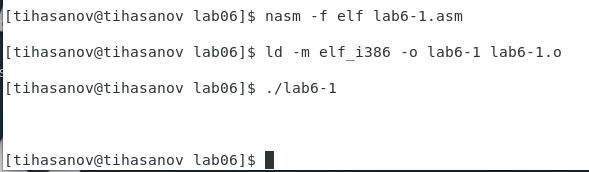 [tihasanov@tihasanov lab06]$ nasm -f elf lab6-1.asm
[tihasanov@tihasanov lab06]$ ld -m elf_i386 -o lab6-1 lab6-1.o
[tihasanov@tihasanov lab06]$ ./lab6-1
[tihasanov@tihasanov lab06]$